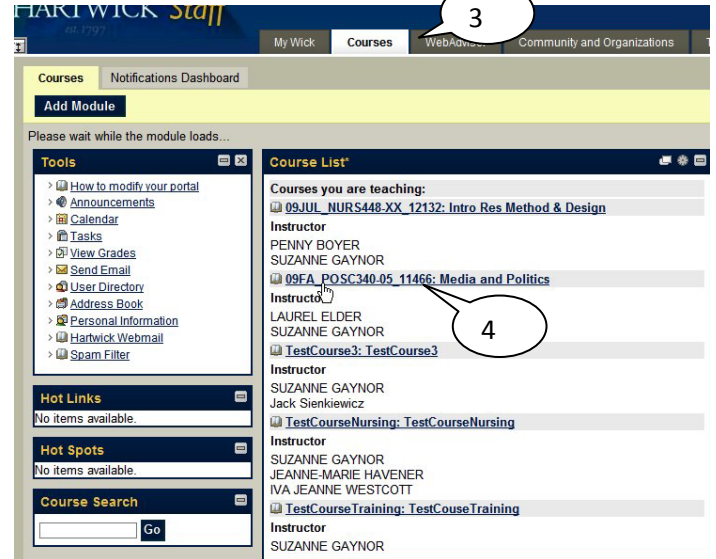 HARTWICK Staff
est. 1797
3
My Wick Courses WebAdvisor Community and Organizations
Courses Notifications Dashboard
Add Module
Please wait while the module loads...
Tools
How to modify your portal
Announcements
Calendar
Tasks
View Grades
Send Email
User Directory
Address Book
Personal Information
Hartwick Webmail
Spam Filter
Hot Links
No items available.
Hot Spots
No items available.
Course Search
Go
Course List*
Courses you are teaching:
09JUL_NURS448-XX_12132: Intro Res Method & Design
Instructor
PENNY BOYER
SUZANNE GAYNOR
09FA_POSC340-05_11466: Media and Politics
Instructor
LAUREL ELDER
SUZANNE GAYNOR
4
TestCourse3: TestCourse3
Instructor
SUZANNE GAYNOR
Jack Sienkiewicz
TestCourseNursing: TestCourseNursing
Instructor
SUZANNE GAYNOR
JEANNE-MARIE HAVENER
IVA JEANNE WESTCOTT
TestCourseTraining: TestCouseTraining
Instructor
SUZANNE GAYNOR